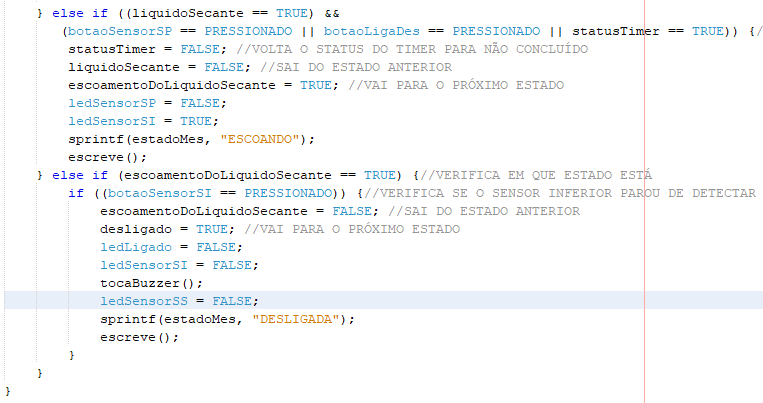 } else if ((liquidoSecante == TRUE) &&
(botaoSensorSP == PRESSIONADO || botaoLigaDes == PRESSIONADO || statusTimer == TRUE)) {/
statusTimer = FALSE; //VOLTA O STATUS DO TIMER PARA NÃO CONCLUÍDO
liquidoSecante = FALSE; //SAI DO ESTADO ANTERIOR
escoamentoDoLiquidoSecante = TRUE; //VAI PARA O PRÓXIMO ESTADO
ledSensorSP = FALSE;
ledSensorSI = TRUE;
sprintf(estadoMes, "ESCOANDO");
escreve();
} else if (escoamentoDoLiquidoSecante == TRUE) {//VERIFICA EM QUE ESTADO ESTÁ
if ((botaoSensorSI == PRESSIONADO)) {//VERIFICA SE O SENSOR INFERIOR PAROU DE DETECTAR
escoamentoDoLiquidoSecante = FALSE; //SAI DO ESTADO ANTERIOR
desligado = TRUE; //VAI PARA O PRÓXIMO ESTADO
ledLigado = FALSE;
ledSensorSI = FALSE;
tocaBuzzer();
ledSensorSS = FALSE;
sprintf(estadoMes, "DESLIGADA");
escreve();
}
}
}